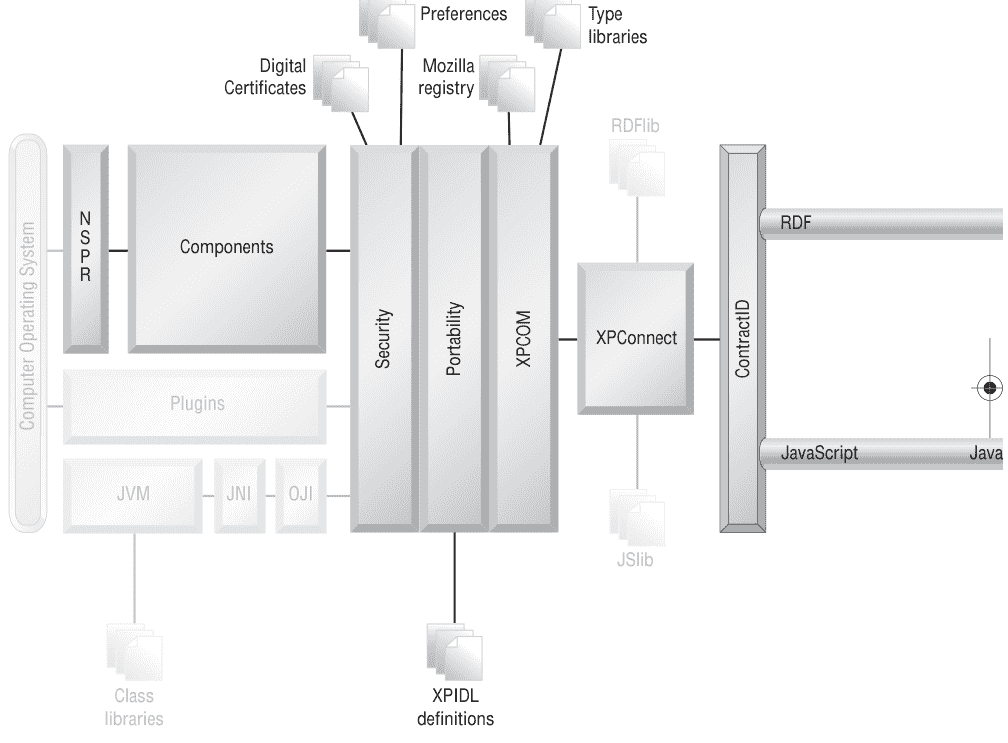 Preferences
Type
libraries
Digital
Certificates
Mozilla
registry
RDFlib
Computer Operating System
NSPR
Components
Security
Portability
XPCOM
XPConnect
ContractID
RDF
Plugins
JavaScript
Java
JVM
JNI
OJI
JSlib
Class
libraries
XPIDL
definitions